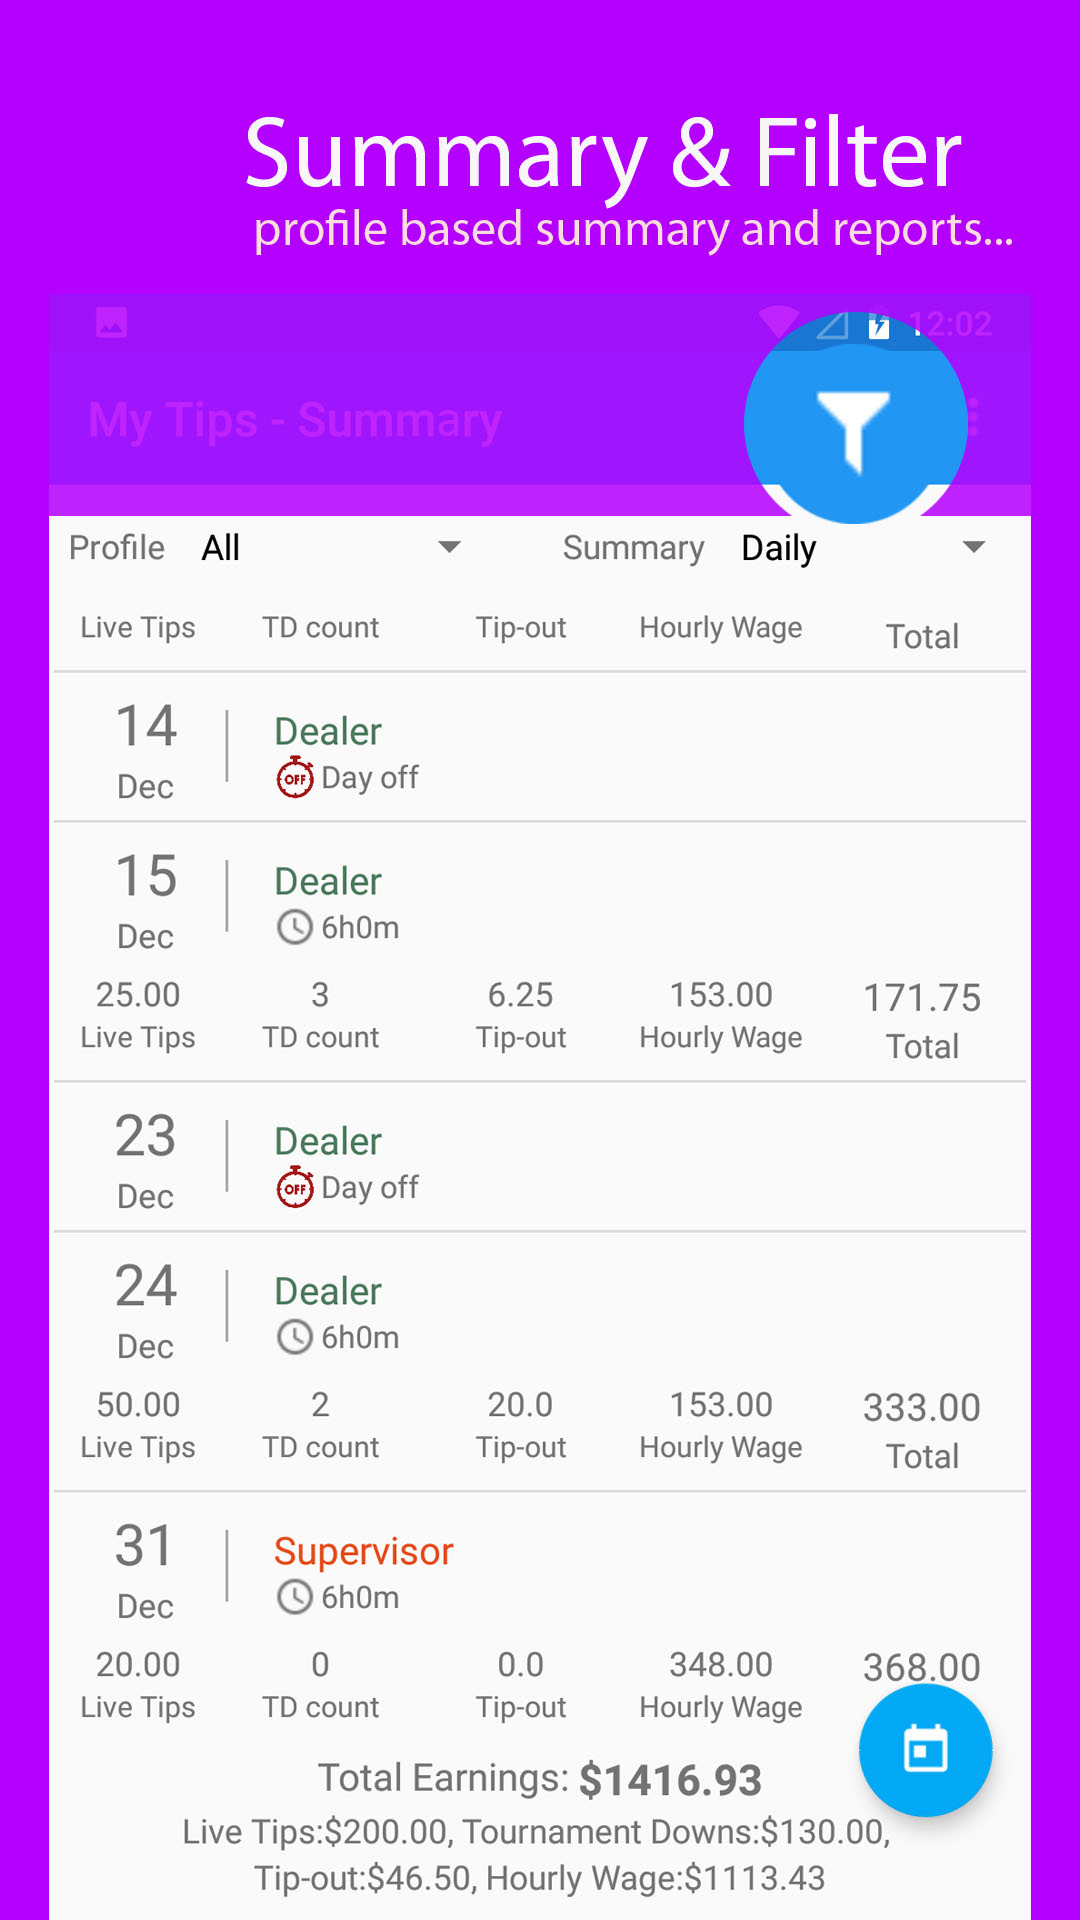 Summary & Filter
profile based summary and reports...
12:02
My Tips - Summary
Profile All Summary Daily
Live Tips TD count Tip-out Hourly Wage Total
14 Dealer
Dec OFF Day off
15 Dealer
Dec 6h0m
25.00 3 6.25 153.00 171.75
Live Tips TD count Tip-out Hourly Wage Total
23 Dealer
Dec OFF Day off
24 Dealer
Dec 6h0m
50.00 2 20.0 153.00 333.00
Live Tips TD count Tip-out Hourly Wage Total
31 Supervisor
Dec 6h0m
20.00 0 0.0 348.00 368.00
Live Tips TD count Tip-out Hourly Wage
Total Earnings: $1416.93
Live Tips:$200.00, Tournament Downs:$130.00,
Tip-out:$46.50, Hourly Wage:$1113.43